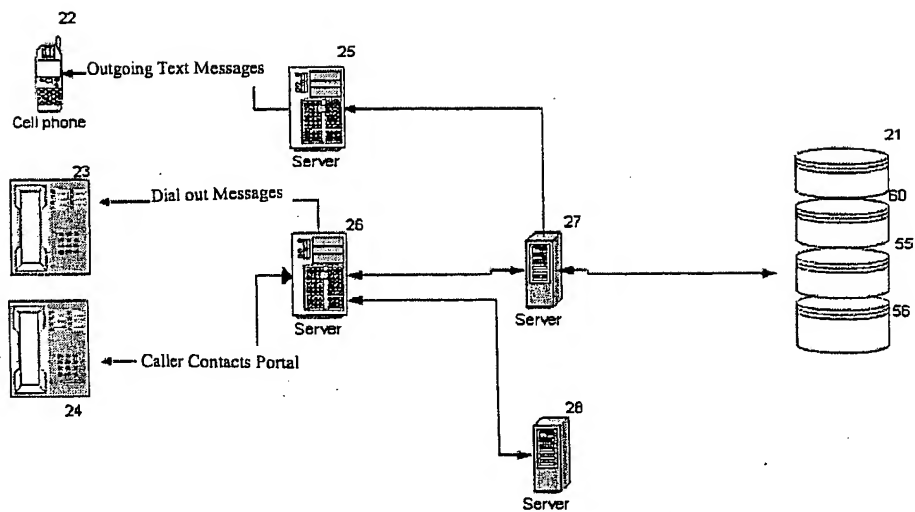 22
25
Outgoing Text Messages
Cell phone
Server
21
23
Dial out Messages
60
26
27
55
56
Server
Server
Caller Contacts Portal
24
28
Server